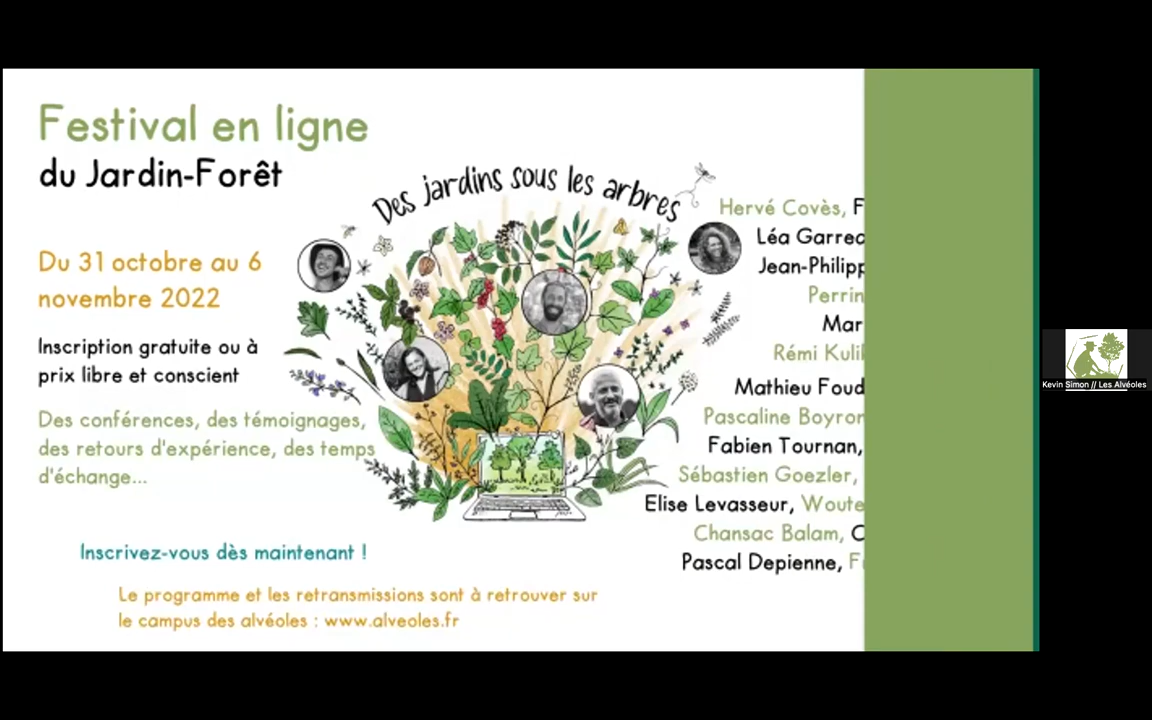 Festival en ligne
du Jardin-Forêt
Des jardins sous les arbres
Du 31 octobre au 6
novembre 2022
Inscription gratuite ou à
prix libre et conscient
Des conférences, des témoignages,
des retours d'expérience, des temps
d'échange...
Inscrivez-vous dès maintenant !
Le programme et les retransmissions sont à retrouver sur
le campus des alvéoles : www.alveoles.fr
Hervé Covès, F
Léa Garrec
Jean-Philipp
Perrin
Mar
Rémi Kulik
Mathieu Foud
Pascaline Boyron
Fabien Tournan,
Sébastien Goezler,
Elise Levasseur, Woute
Chansac Balam, C
Pascal Depienne, F
Kevin Simon // Les Alvéoles